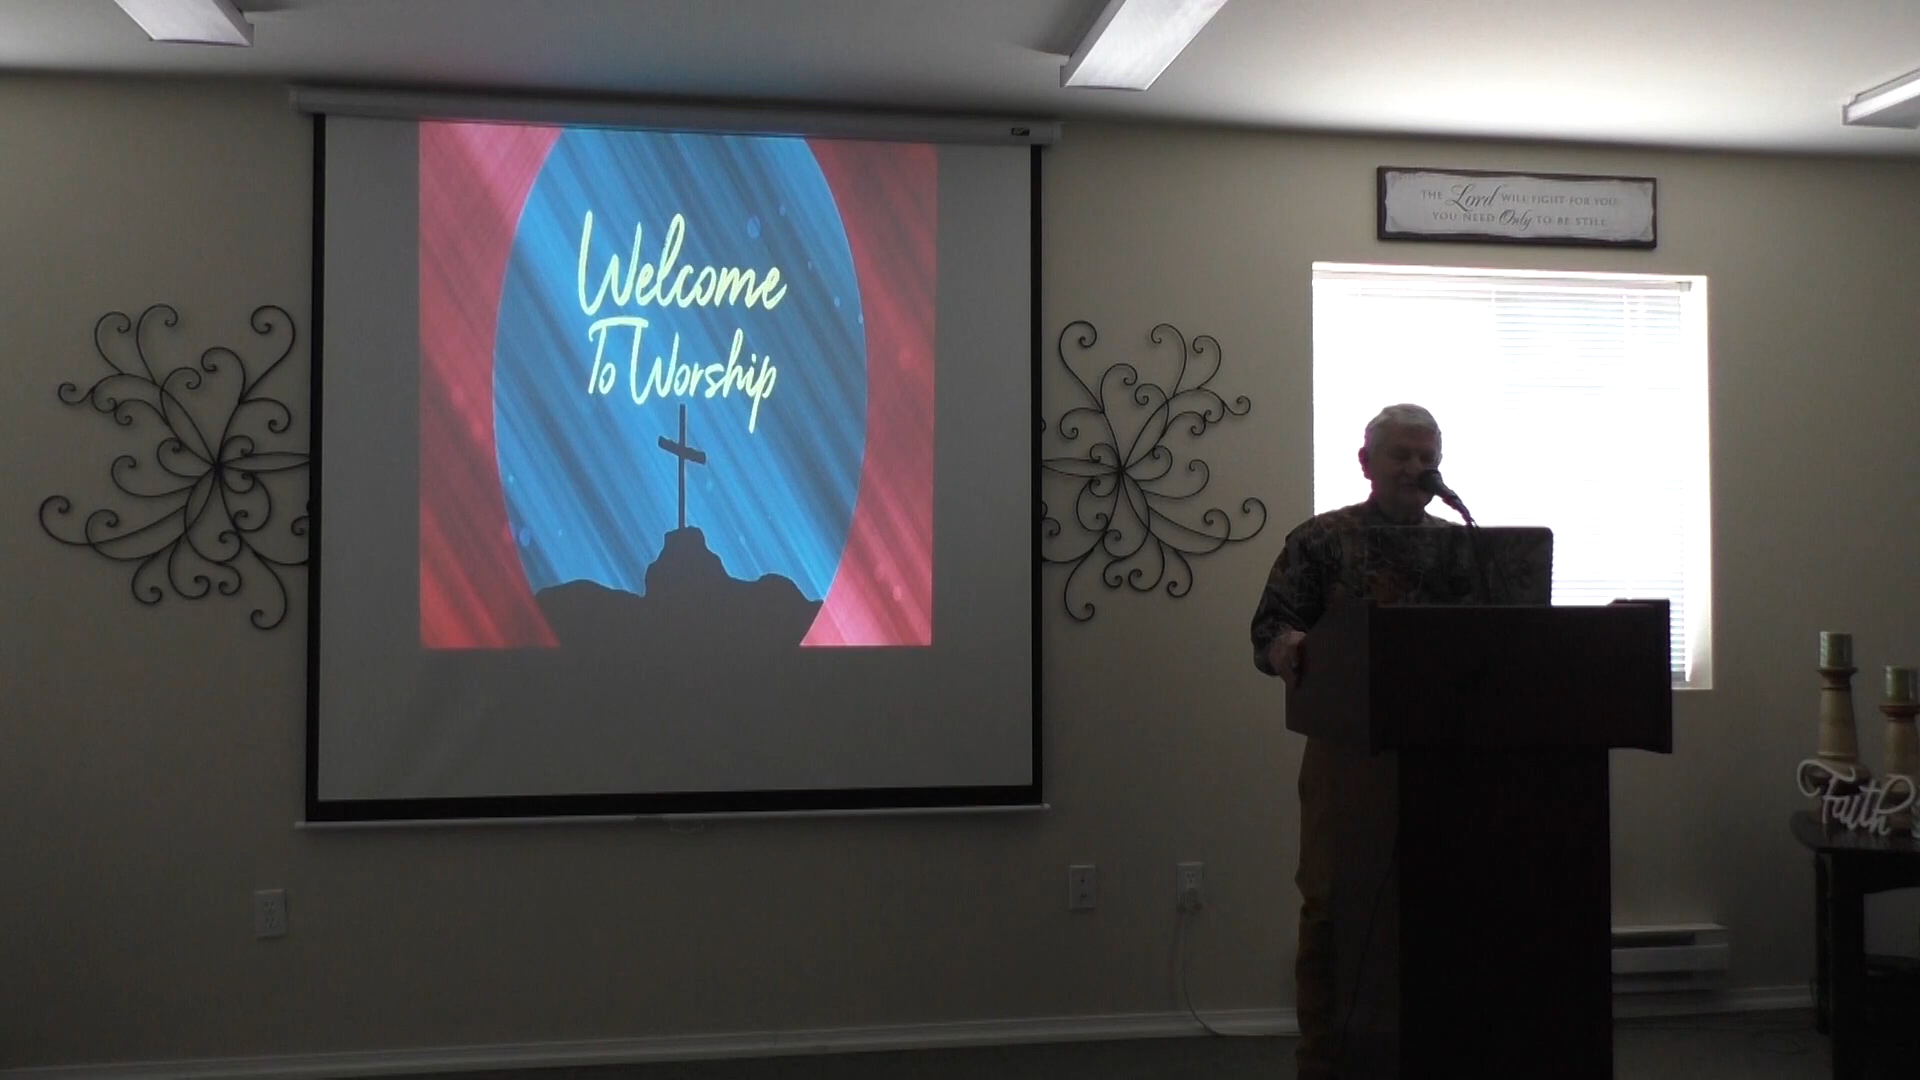 Welcome
To Worship
THE Lord WILL FIGHT FOR YOU
YOU NEED Only TO BE STILL
Faith